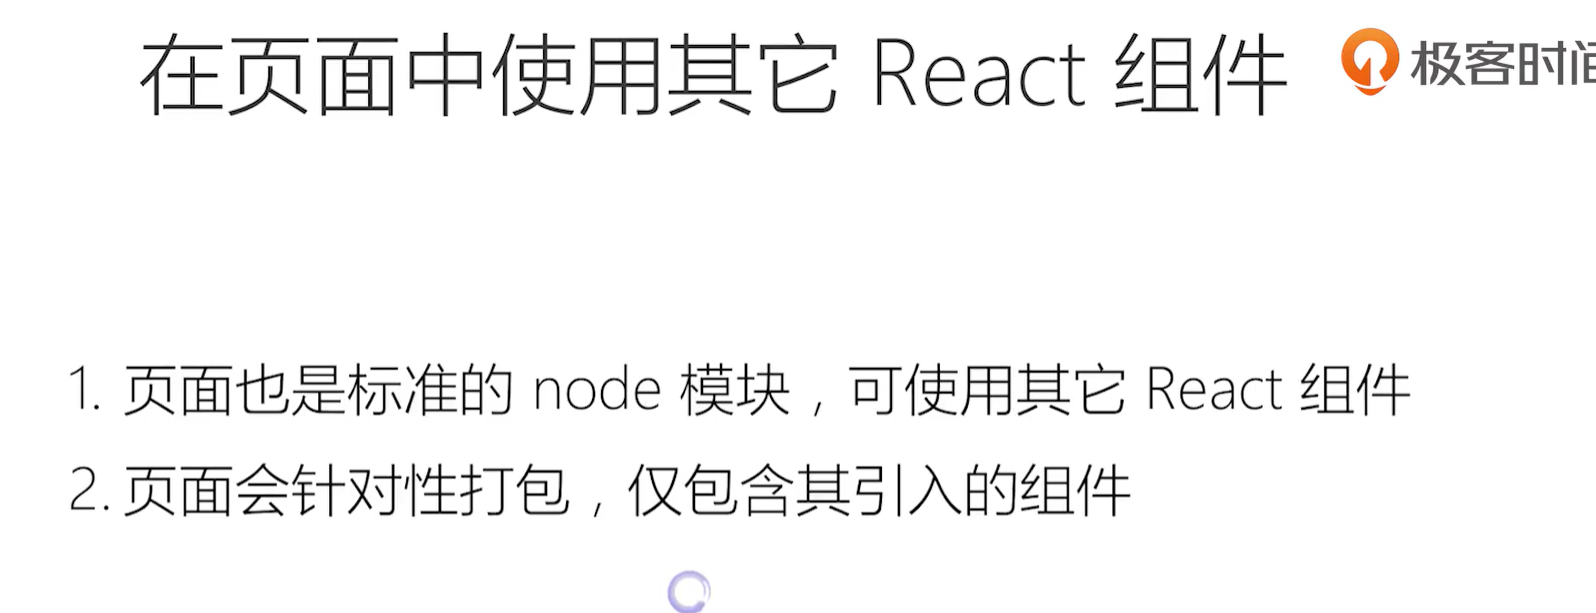 在页面中使用其它 React 组件
极客时间
1. 页面也是标准的 node 模块，可使用其它 React 组件
2. 页面会针对性打包，仅包含其引入的组件